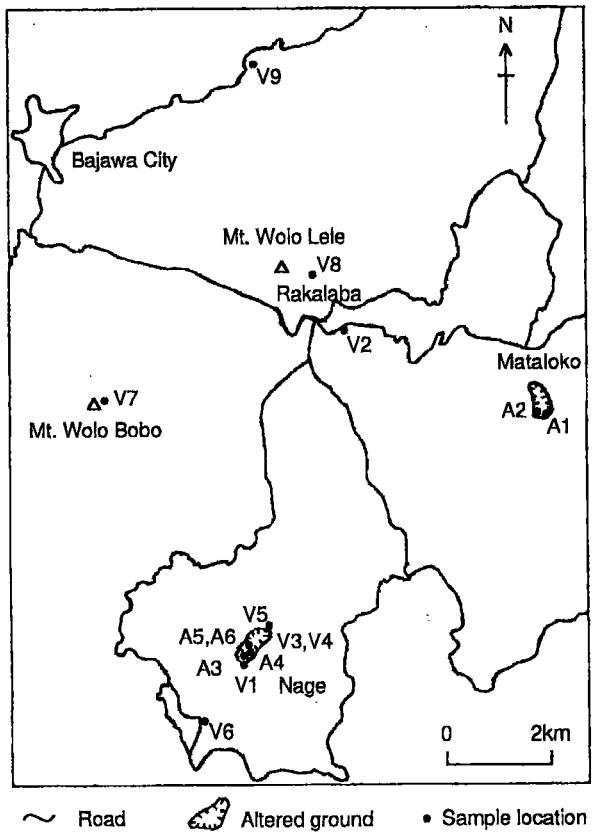 N
V9
Bajawa City
Mt. Wolo Lele
V8
Rakalaba
V2
Mataloko
V7
A2
A1
Mt. Wolo Bobo
V5
A5,A6
V3,V4
A3
A4
V1
Nage
V6
0
2km
Road
Altered ground
Sample location